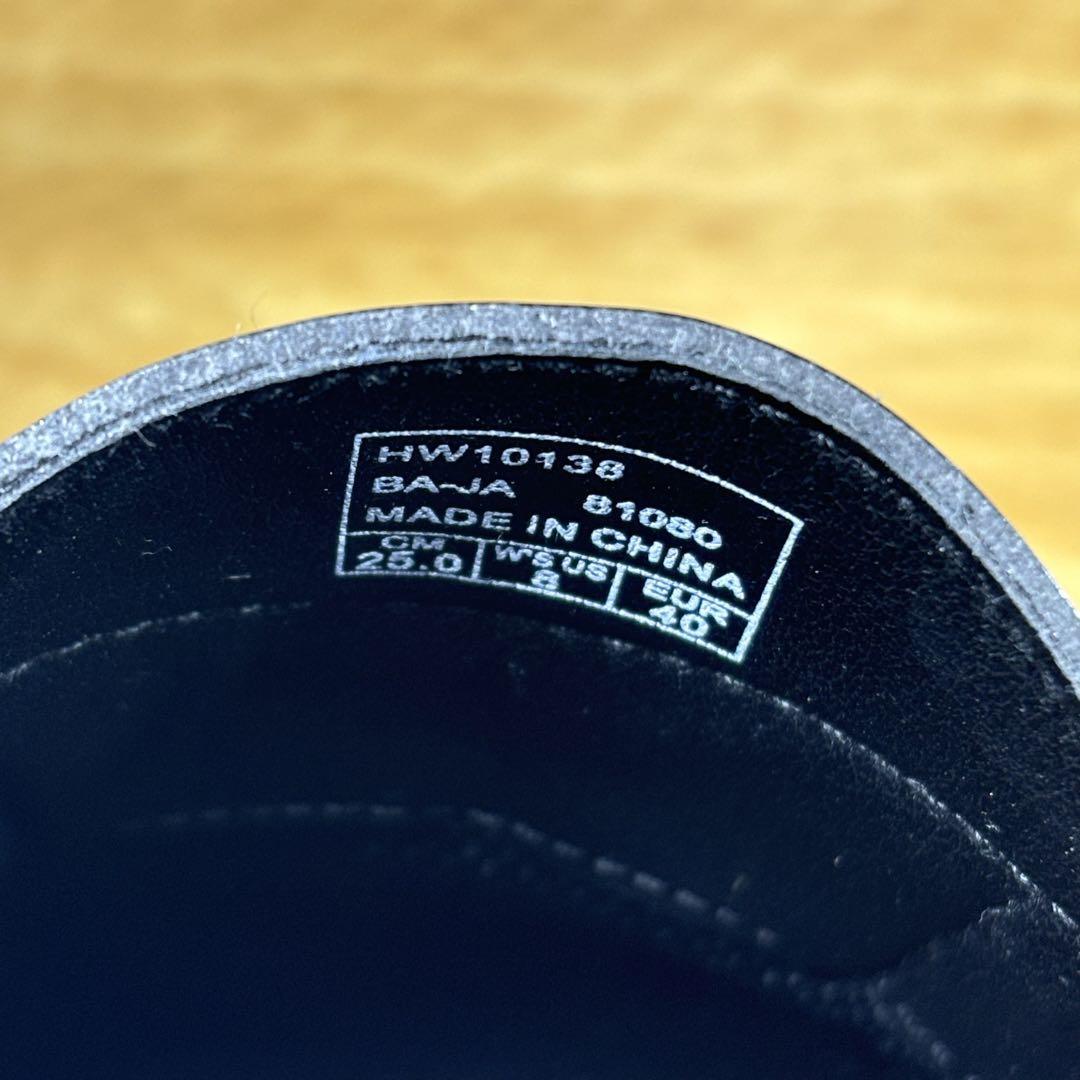 HW10138
BA-JA 81080
MADE IN CHINA
CM W'S US EUR
25.0 8 40